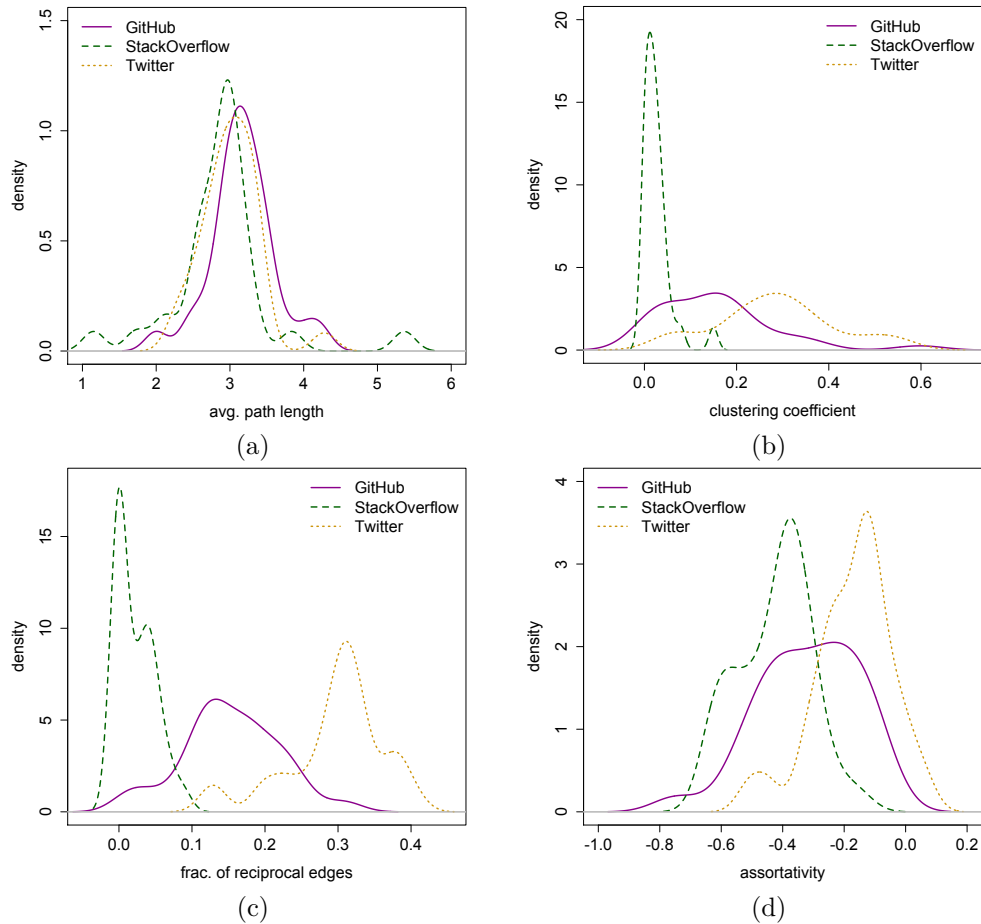 GitHub
StackOverflow
Twitter
density
0.0 0.5 1.0 1.5
1 2 3 4 5 6
avg. path length
(a)
GitHub
StackOverflow
Twitter
density
0 5 10 15 20
0.0 0.2 0.4 0.6
clustering coefficient
(b)
GitHub
StackOverflow
Twitter
density
0 5 10 15
0.0 0.1 0.2 0.3 0.4
frac. of reciprocal edges
(c)
GitHub
StackOverflow
Twitter
density
0 1 2 3 4
-1.0 -0.8 -0.6 -0.4 -0.2 0.0 0.2
assortativity
(d)